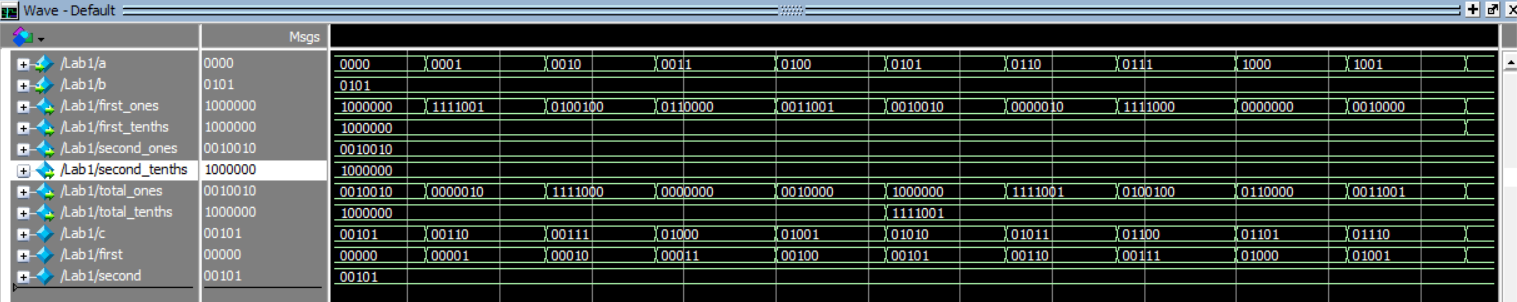 Wave - Default
Msgs
/Lab1/a 0000 0000 0001 0010 0011 0100 0101 0110 0111 1000 1001
/Lab1/b 0101 0101
/Lab1/first_ones 1000000 1000000 1111001 0100100 0110000 0011001 0010010 0000010 1111000 0000000 0010000
/Lab1/first_tenths 1000000 1000000
/Lab1/second_ones 0010010 0010010
/Lab1/second_tenths 1000000 1000000
/Lab1/total_ones 0010010 0010010 0000010 1111000 0000000 0010000 1000000 1111001 0100100 0110000 0011001
/Lab1/total_tenths 1000000 1000000 1111001
/Lab1/c 00101 00101 00110 00111 01000 01001 01010 01011 01100 01101 01110
/Lab1/first 00000 00000 00001 00010 00011 00100 00101 00110 00111 01000 01001
/Lab1/second 00101 00101